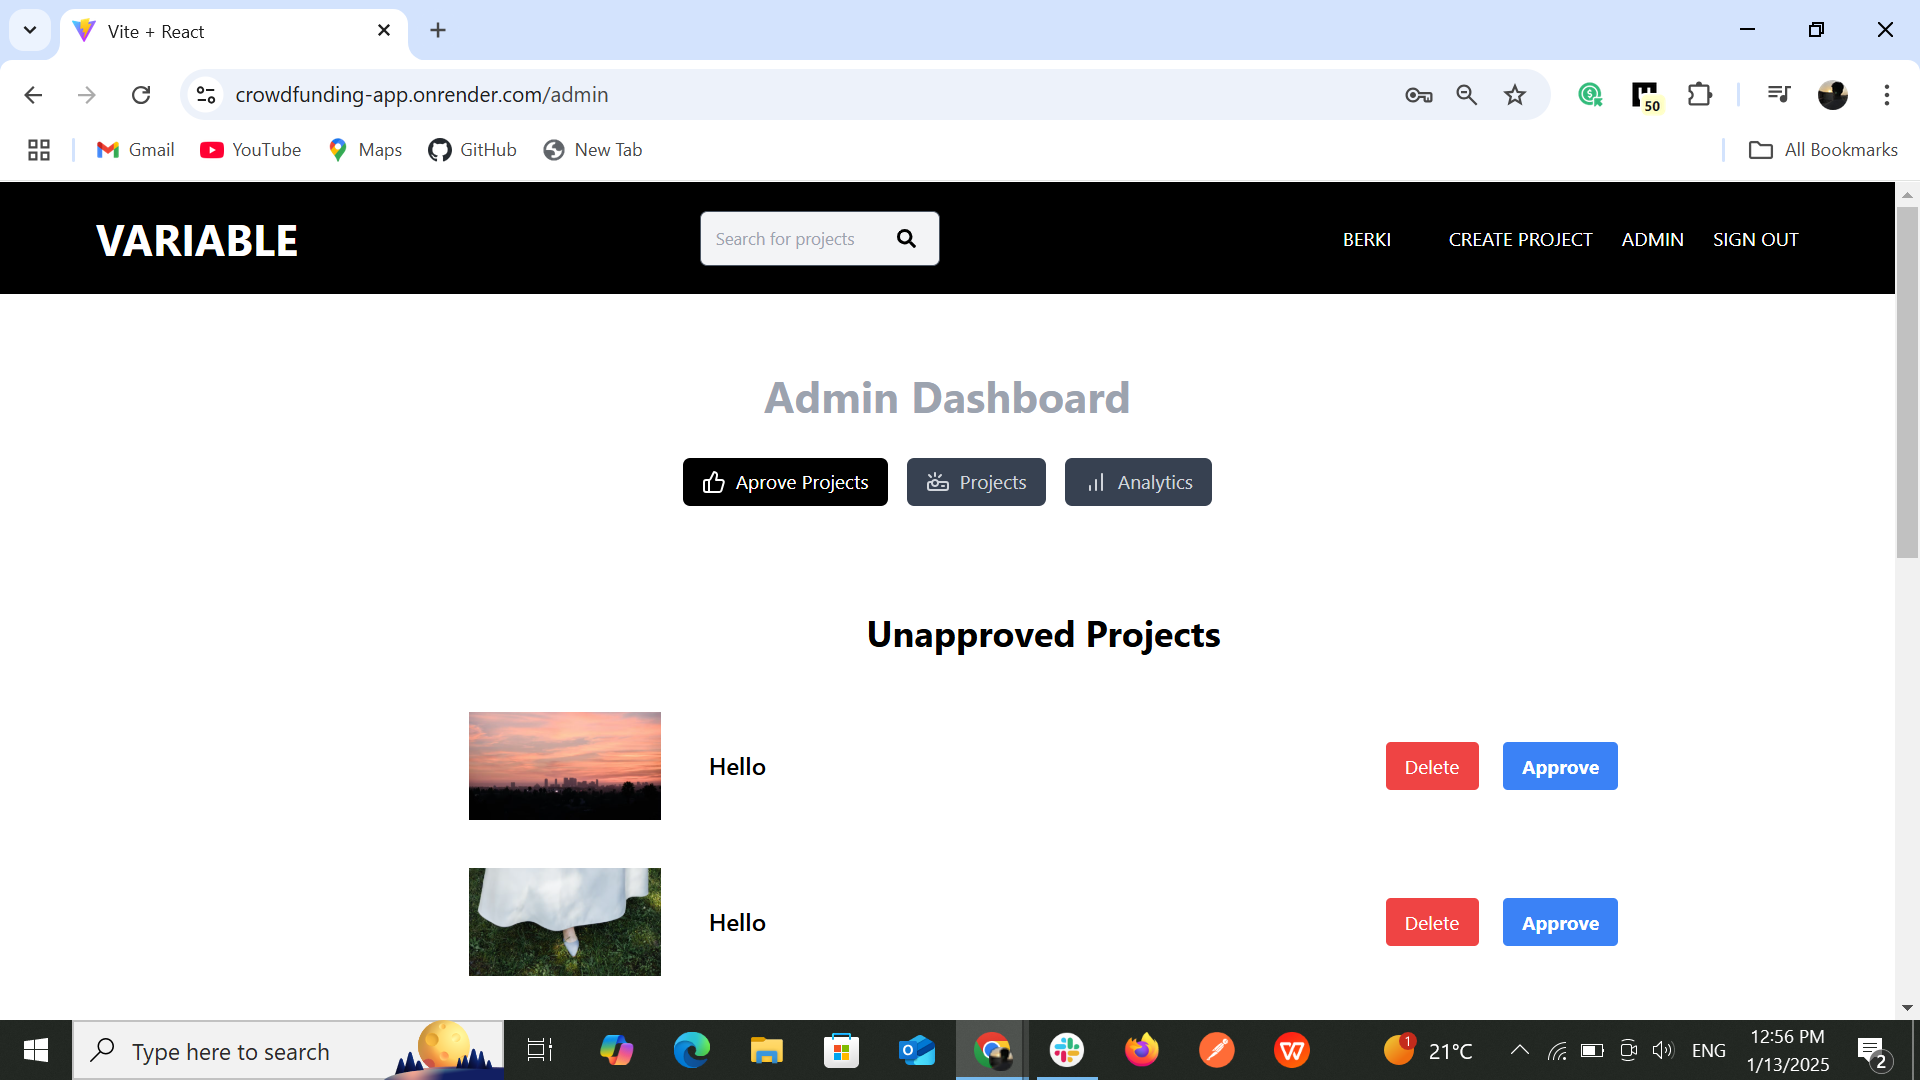 Vite + React
crowdfunding-app.onrender.com/admin
50
Gmail
YouTube
Maps
GitHub
New Tab
All Bookmarks
VARIABLE
Search for projects
BERKI
CREATE PROJECT
ADMIN
SIGN OUT
Admin Dashboard
Aprove Projects
Projects
Analytics
Unapproved Projects
Hello
Delete
Approve
Hello
Delete
Approve
Type here to search
1
21°C
ENG
12:56 PM
1/13/2025
2